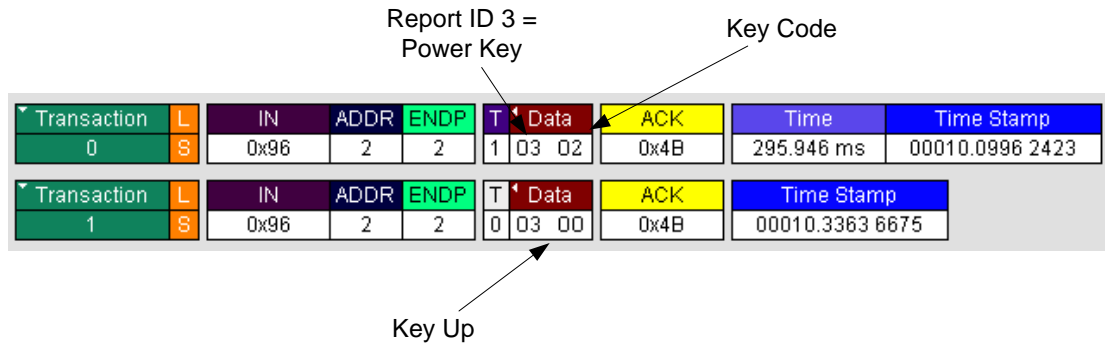 Report ID 3 =
Power Key
Key Code
Transaction L IN ADDR ENDP T Data ACK Time Time Stamp
0 S 0x96 2 2 1 03 02 0x4B 295.946 ms 00010.0996 2423
Transaction L IN ADDR ENDP T Data ACK Time Stamp
1 S 0x96 2 2 0 03 00 0x4B 00010.3363 6675
Key Up